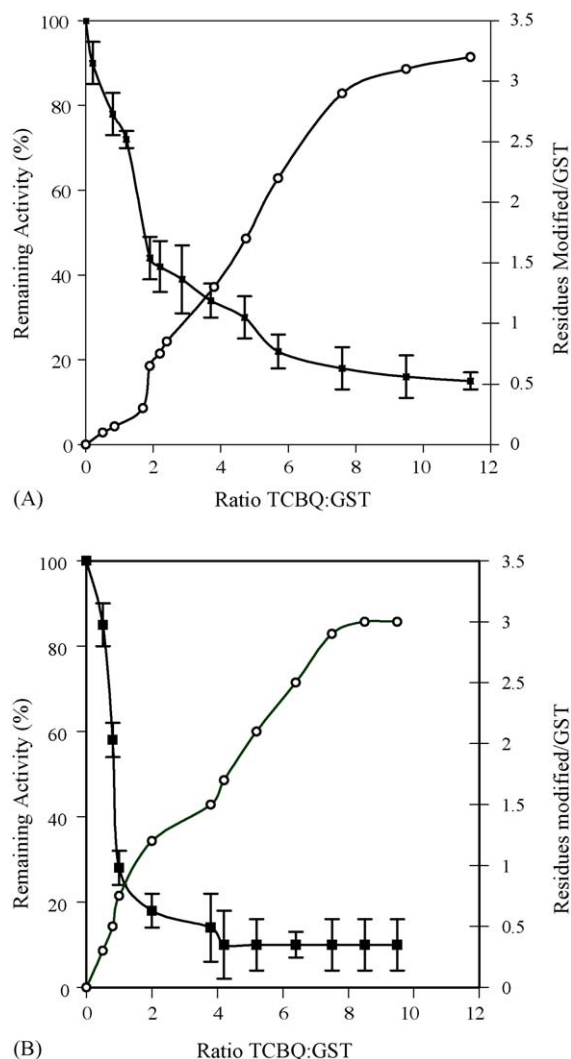 100
80
60
40
20
0
Remaining Activity (%)
3.5
3
2.5
2
1.5
1
0.5
0
Residues Modified/GST
0 2 4 6 8 10 12
Ratio TCBQ:GST
(A)
100
80
60
40
20
0
Remaining Activity (%)
3.5
3
2.5
2
1.5
1
0.5
0
Residues modified/GST
0 2 4 6 8 10 12
Ratio TCBQ:GST
(B)